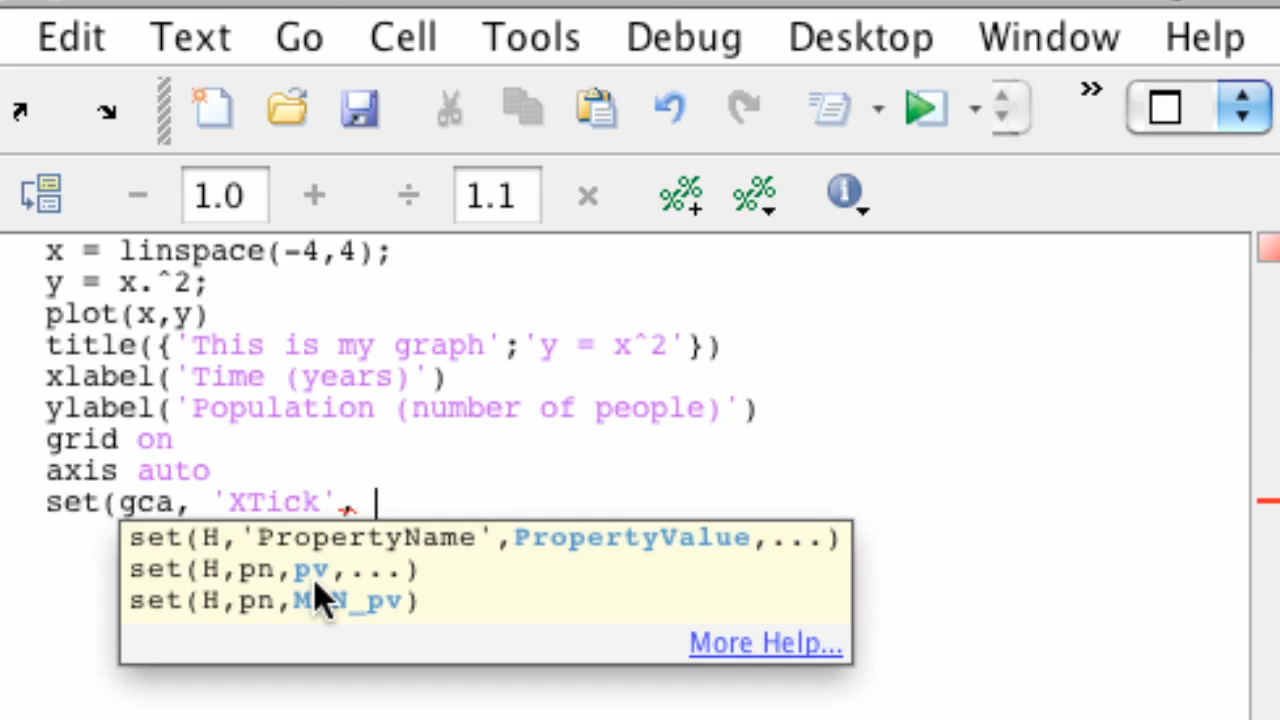 Edit Text Go Cell Tools Debug Desktop Window Help
1.0 1.1
x = linspace(-4,4);
y = x.^2;
plot(x,y)
title({'This is my graph';'y = x^2'})
xlabel('Time (years)')
ylabel('Population (number of people)')
grid on
axis auto
set(gca, 'XTick',
set(H,'PropertyName',PropertyValue,...)
set(H,pn,pv,...)
set(H,pn,MxN_pv)
More Help...